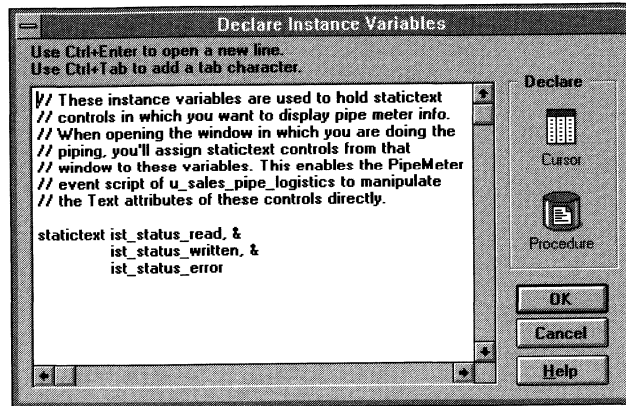 Declare Instance Variables
Use Ctrl+Enter to open a new line.
Use Ctrl+Tab to add a tab character.
// These instance variables are used to hold statictext
// controls in which you want to display pipe meter info.
// When opening the window in which you are doing the
// piping, you'll assign statictext controls from that
// window to these variables. This enables the PipeMeter
// event script of u_sales_pipe_logistics to manipulate
// the Text attributes of these controls directly.
statictext ist_status_read, &
ist_status_written, &
ist_status_error
Declare
Cursor
Procedure
OK
Cancel
Help